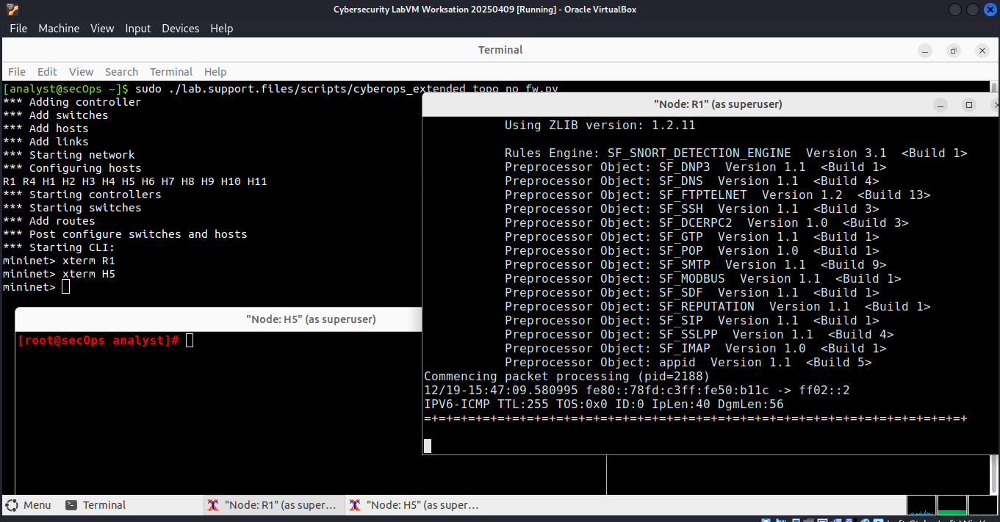 Cybersecurity LabVM Worksation 20250409 [Running] - Oracle VirtualBox
File Machine View Input Devices Help
Terminal
File Edit View Search Terminal Help
[analyst@secOps ~]$ sudo ./lab.support.files/scripts/cyberops_extended_topo_no_fw.py
*** Adding controller
*** Add switches
*** Add hosts
*** Add links
*** Starting network
*** Configuring hosts
R1 R4 H1 H2 H3 H4 H5 H6 H7 H8 H9 H10 H11
*** Starting controllers
*** Starting switches
*** Add routes
*** Post configure switches and hosts
*** Starting CLI:
mininet> xterm R1
mininet> xterm H5
mininet>
"Node: H5" (as superuser)
[root@secOps analyst]#
"Node: R1" (as superuser)
Using ZLIB version: 1.2.11
Rules Engine: SF_SNORT_DETECTION_ENGINE Version 3.1 <Build 1>
Preprocessor Object: SF_DNP3 Version 1.1 <Build 1>
Preprocessor Object: SF_DNS Version 1.1 <Build 4>
Preprocessor Object: SF_FTPTELNET Version 1.2 <Build 13>
Preprocessor Object: SF_SSH Version 1.1 <Build 3>
Preprocessor Object: SF_DCERPC2 Version 1.0 <Build 3>
Preprocessor Object: SF_GTP Version 1.1 <Build 1>
Preprocessor Object: SF_POP Version 1.0 <Build 1>
Preprocessor Object: SF_SMTP Version 1.1 <Build 9>
Preprocessor Object: SF_MODBUS Version 1.1 <Build 1>
Preprocessor Object: SF_SDF Version 1.1 <Build 1>
Preprocessor Object: SF_REPUTATION Version 1.1 <Build 1>
Preprocessor Object: SF_SIP Version 1.1 <Build 1>
Preprocessor Object: SF_SSLPP Version 1.1 <Build 4>
Preprocessor Object: SF_IMAP Version 1.0 <Build 1>
Preprocessor Object: appid Version 1.1 <Build 5>
Commencing packet processing (pid=2188)
12/19-15:47:09.580995 fe80::78fd:c3ff:fe50:b11c -> ff02::2
IPV6-ICMP TTL:255 TOS:0x0 ID:0 IpLen:40 DgmLen:56
=+=+=+=+=+=+=+=+=+=+=+=+=+=+=+=+=+=+=+=+=+=+=+=+=+=+=+=+=+=+=+=+=+=+=+=+=+
Menu Terminal "Node: R1" (as super... "Node: H5" (as super...